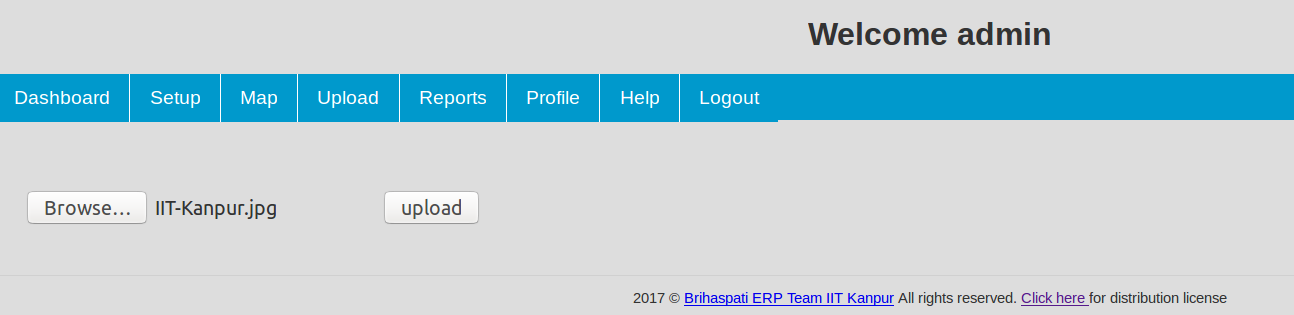 Welcome admin
Dashboard Setup Map Upload Reports Profile Help Logout
Browse... IIT-Kanpur.jpg upload
2017 © Brihaspati ERP Team IIT Kanpur All rights reserved. Click here for distribution license